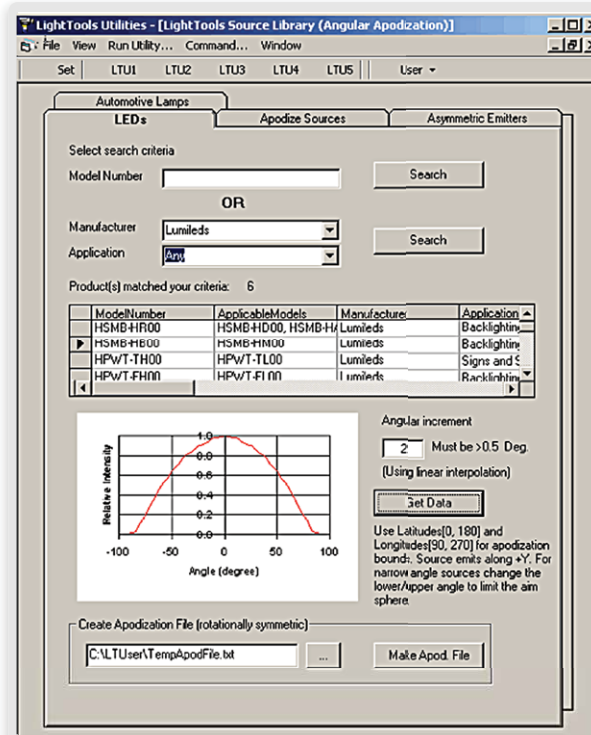 LightTools Utilities - [LightTools Source Library (Angular Apodization)]
File View Run Utility... Command... Window
Set LTU1 LTU2 LTU3 LTU4 LTU5 User
Automotive Lamps
LEDs Apodize Sources Asymmetric Emitters
Select search criteria
Model Number Search
OR
Manufacturer Lumileds
Search
Application Any
Product(s) matched your criteria: 6
ModelNumber ApplicableModels Manufacturer Application
HSMB-HR00 HSMB-HD00, HSMB-HA Lumileds Backlighting
HSMB-HB00 HSMB-HM00 Lumileds Backlighting
HPWT-TH00 HPWT-TL00 Lumileds Signs and S
HPWT-FH00 HPWT-FL00 Lumileds Backlighting
Angular increment
2 Must be >0.5 Deg.
(Using linear interpolation)
Get Data
Use Latitudes[0, 180] and
Longitudes[90, 270] for apodization
bounds. Source emits along +Y. For
narrow angle sources change the
lower/upper angle to limit the aim
sphere.
Relative Intensity
1.0
0.8
0.6
0.4
0.2
0.0
-100 -50 0 50 100
Angle (degree)
Create Apodization File (rotationally symmetric)
C:\LTUser\TempApodFile.txt ... Make Apod. File